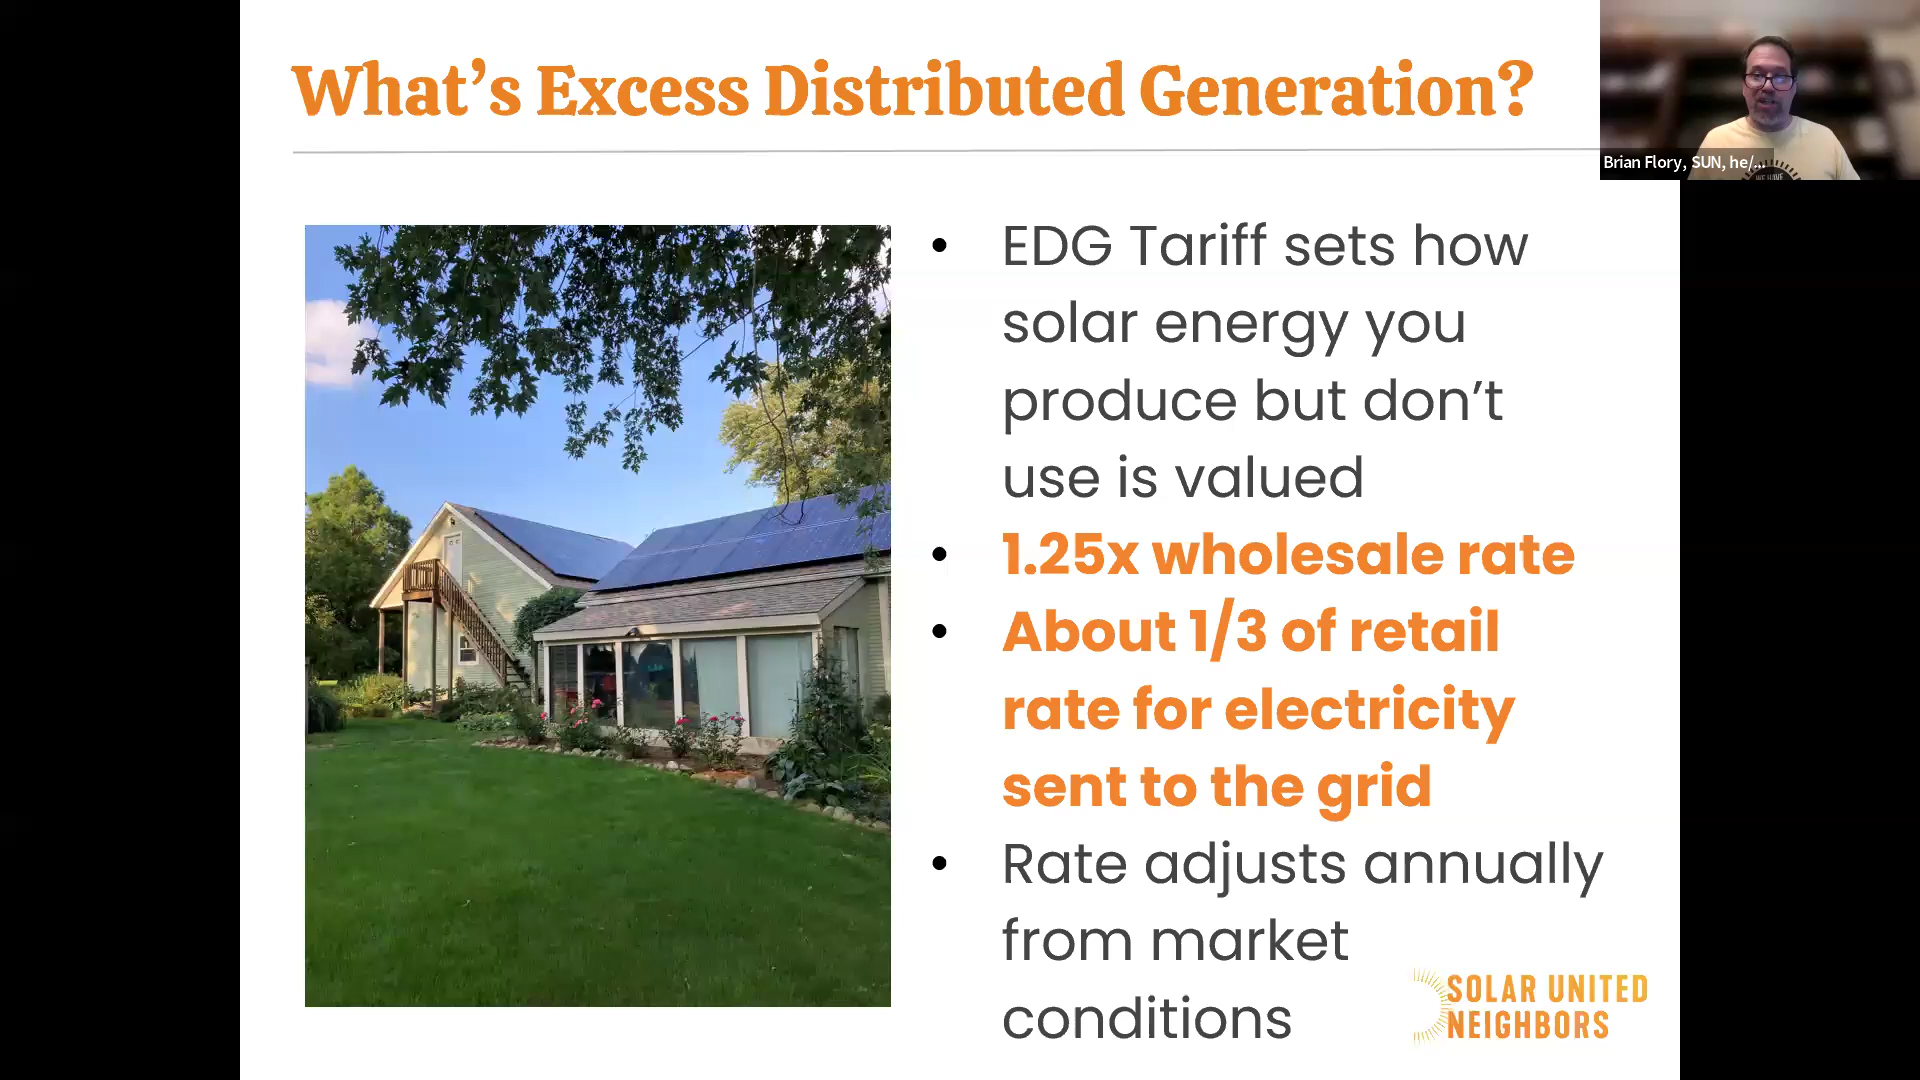 What’s Excess Distributed Generation?
Brian Flory, SUN, he/...
WE HAVE
• EDG Tariff sets how
solar energy you
produce but don’t
use is valued
• 1.25x wholesale rate
• About 1/3 of retail
rate for electricity
sent to the grid
• Rate adjusts annually
from market
conditions
SOLAR UNITED
NEIGHBORS